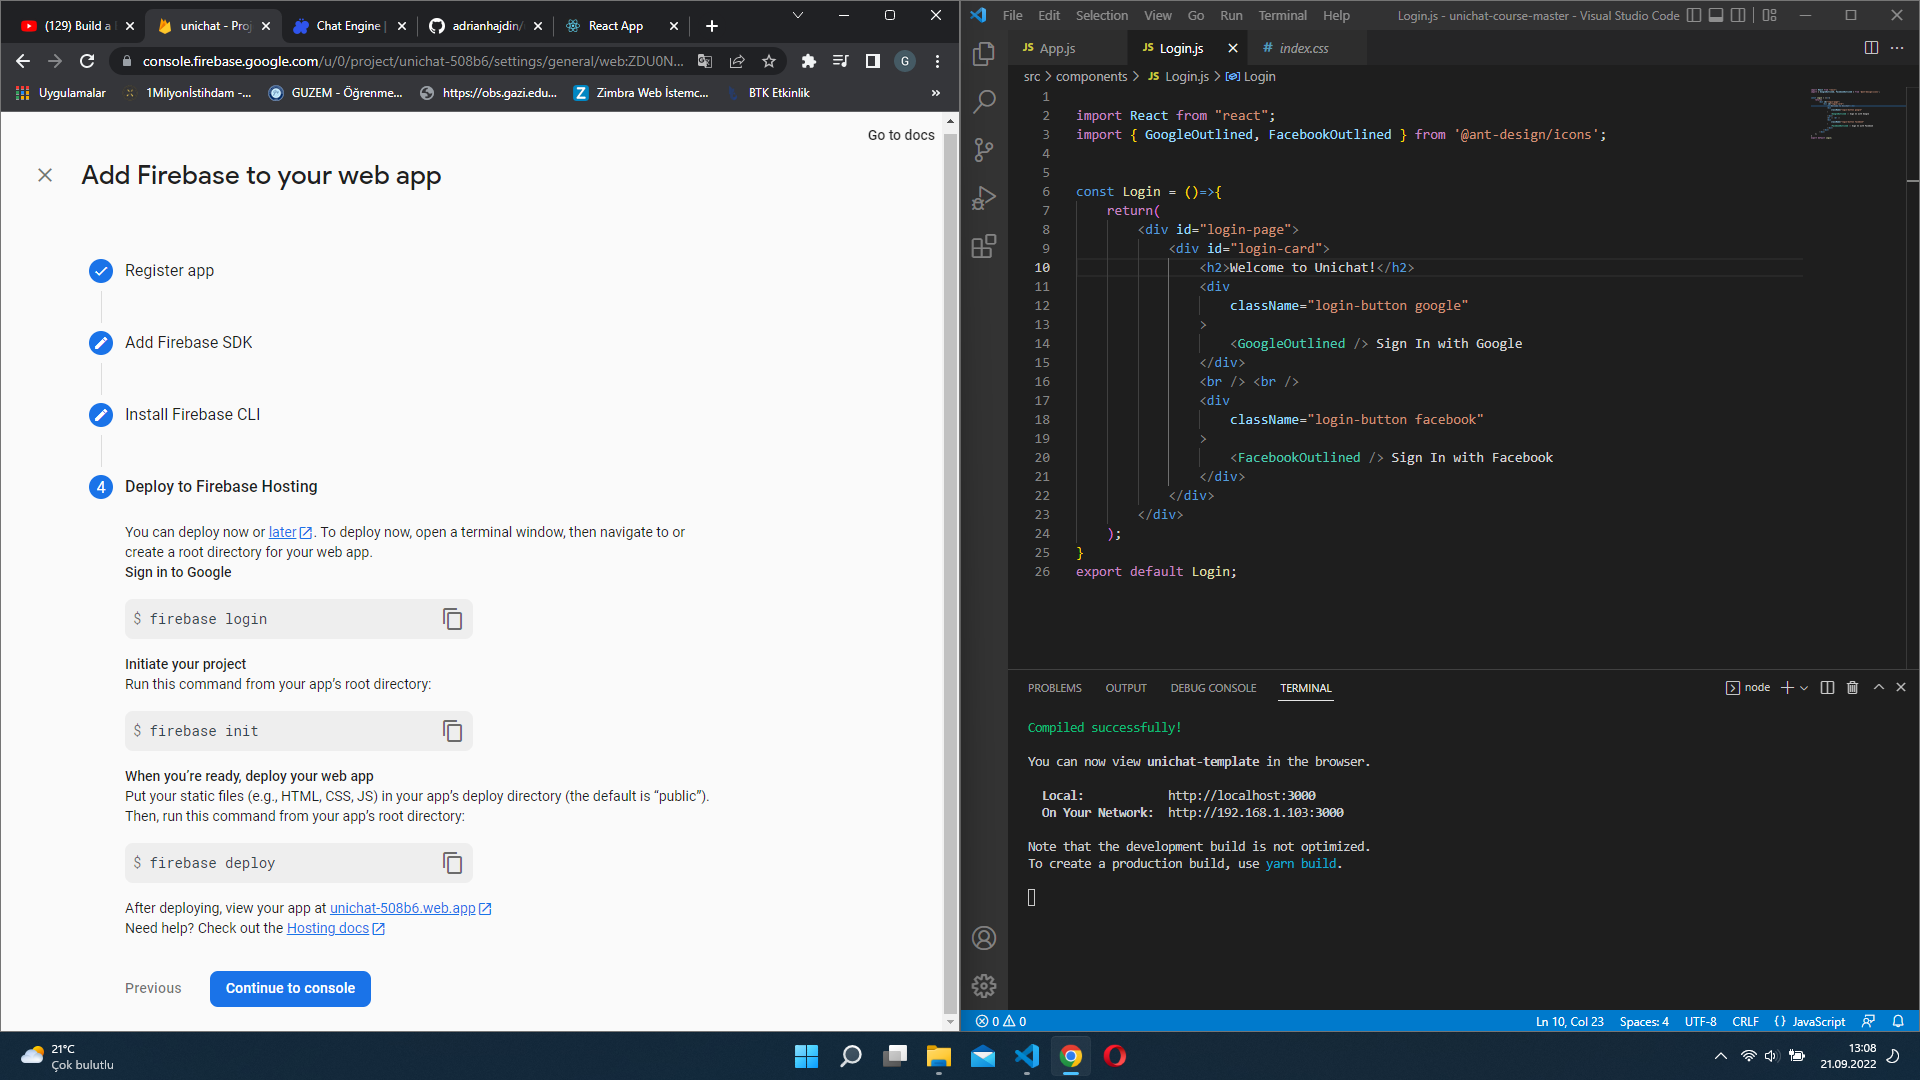 (129) Build a
unichat - Proj
Chat Engine |
adrianhajdin/
React App
console.firebase.google.com/u/0/project/unichat-508b6/settings/general/web:ZDU0N...
G
Uygulamalar
1Milyonİstihdam -...
GUZEM - Öğrenme...
https://obs.gazi.edu...
Zimbra Web İstemc...
BTK Etkinlik
»
Go to docs
Add Firebase to your web app
Register app
Add Firebase SDK
Install Firebase CLI
4 Deploy to Firebase Hosting
You can deploy now or later. To deploy now, open a terminal window, then navigate to or
create a root directory for your web app.
Sign in to Google
$ firebase login
Initiate your project
Run this command from your app's root directory:
$ firebase init
When you're ready, deploy your web app
Put your static files (e.g., HTML, CSS, JS) in your app's deploy directory (the default is “public”).
Then, run this command from your app's root directory:
$ firebase deploy
After deploying, view your app at unichat-508b6.web.app
Need help? Check out the Hosting docs
Previous
Continue to console
File Edit Selection View Go Run Terminal Help
Login.js - unichat-course-master - Visual Studio Code
JS App.js
JS Login.js
# index.css
src > components > JS Login.js > Login
1
2 import React from "react";
3 import { GoogleOutlined, FacebookOutlined } from '@ant-design/icons';
4
5
6 const Login = ()=>{
7 return(
8 <div id="login-page">
9 <div id="login-card">
10 <h2>Welcome to Unichat!</h2>
11 <div
12 className="login-button google"
13 >
14 <GoogleOutlined /> Sign In with Google
15 </div>
16 <br /> <br />
17 <div
18 className="login-button facebook"
19 >
20 <FacebookOutlined /> Sign In with Facebook
21 </div>
22 </div>
23 </div>
24 );
25 }
26 export default Login;
PROBLEMS OUTPUT DEBUG CONSOLE TERMINAL
node
Compiled successfully!
You can now view unichat-template in the browser.
Local: http://localhost:3000
On Your Network: http://192.168.1.103:3000
Note that the development build is not optimized.
To create a production build, use yarn build.
0 0
Ln 10, Col 23 Spaces: 4 UTF-8 CRLF {} JavaScript
21°C
Çok bulutlu
13:08
21.09.2022